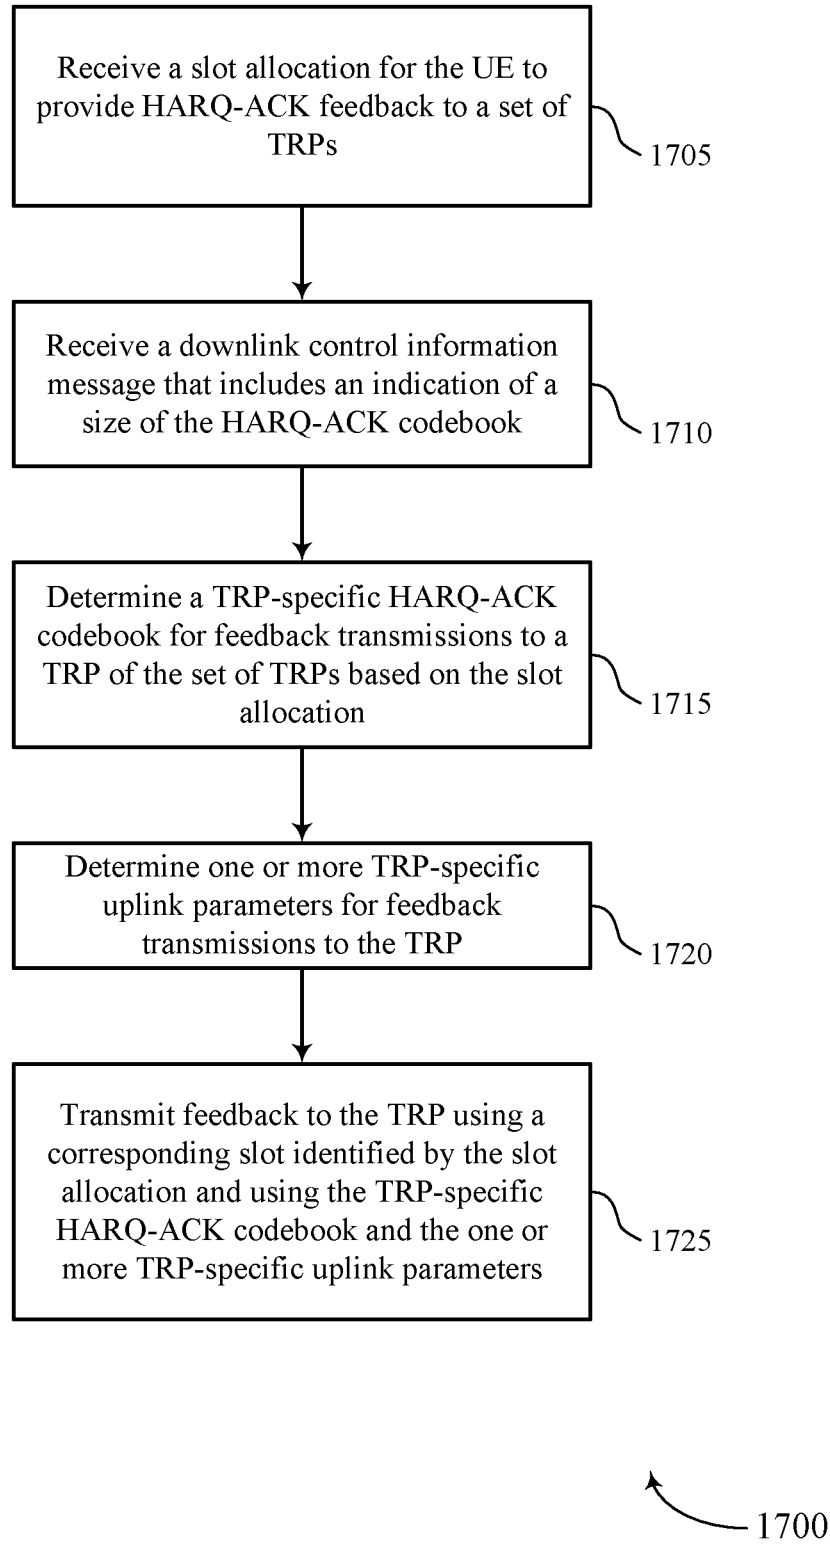 Receive a slot allocation for the UE to
provide HARQ-ACK feedback to a set of
TRPs
1705
Receive a downlink control information
message that includes an indication of a
size of the HARQ-ACK codebook
1710
Determine a TRP-specific HARQ-ACK
codebook for feedback transmissions to a
TRP of the set of TRPs based on the slot
allocation
1715
Determine one or more TRP-specific
uplink parameters for feedback
transmissions to the TRP
1720
Transmit feedback to the TRP using a
corresponding slot identified by the slot
allocation and using the TRP-specific
HARQ-ACK codebook and the one or
more TRP-specific uplink parameters
1725
1700